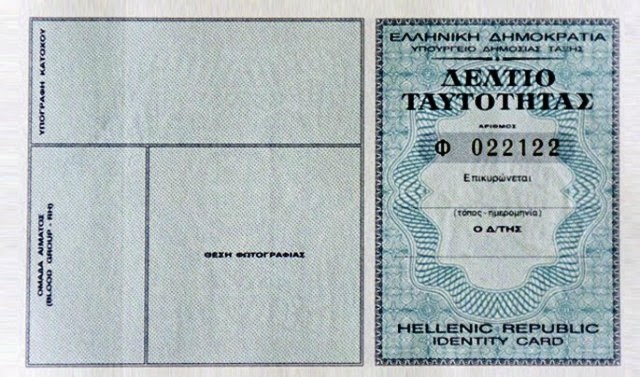 ΥΠΟΓΡΑΦΗ ΚΑΤΟΧΟΥ
ΟΜΑΔΑ ΑΙΜΑΤΟΣ
(BLOOD GROUP - RH)
ΘΕΣΗ ΦΩΤΟΓΡΑΦΙΑΣ
ΕΛΛΗΝΙΚΗ ΔΗΜΟΚΡΑΤΙΑ
ΥΠΟΥΡΓΕΙΟ ΔΗΜΟΣΙΑΣ ΤΑΞΗΣ
ΔΕΛΤΙΟ
ΤΑΥΤΟΤΗΤΑΣ
ΑΡΙΘΜΟΣ
Φ 022122
Επικυρώνεται
(τόπος - ημερομηνία)
Ο Δ/ΤΗΣ
HELLENIC REPUBLIC
IDENTITY CARD